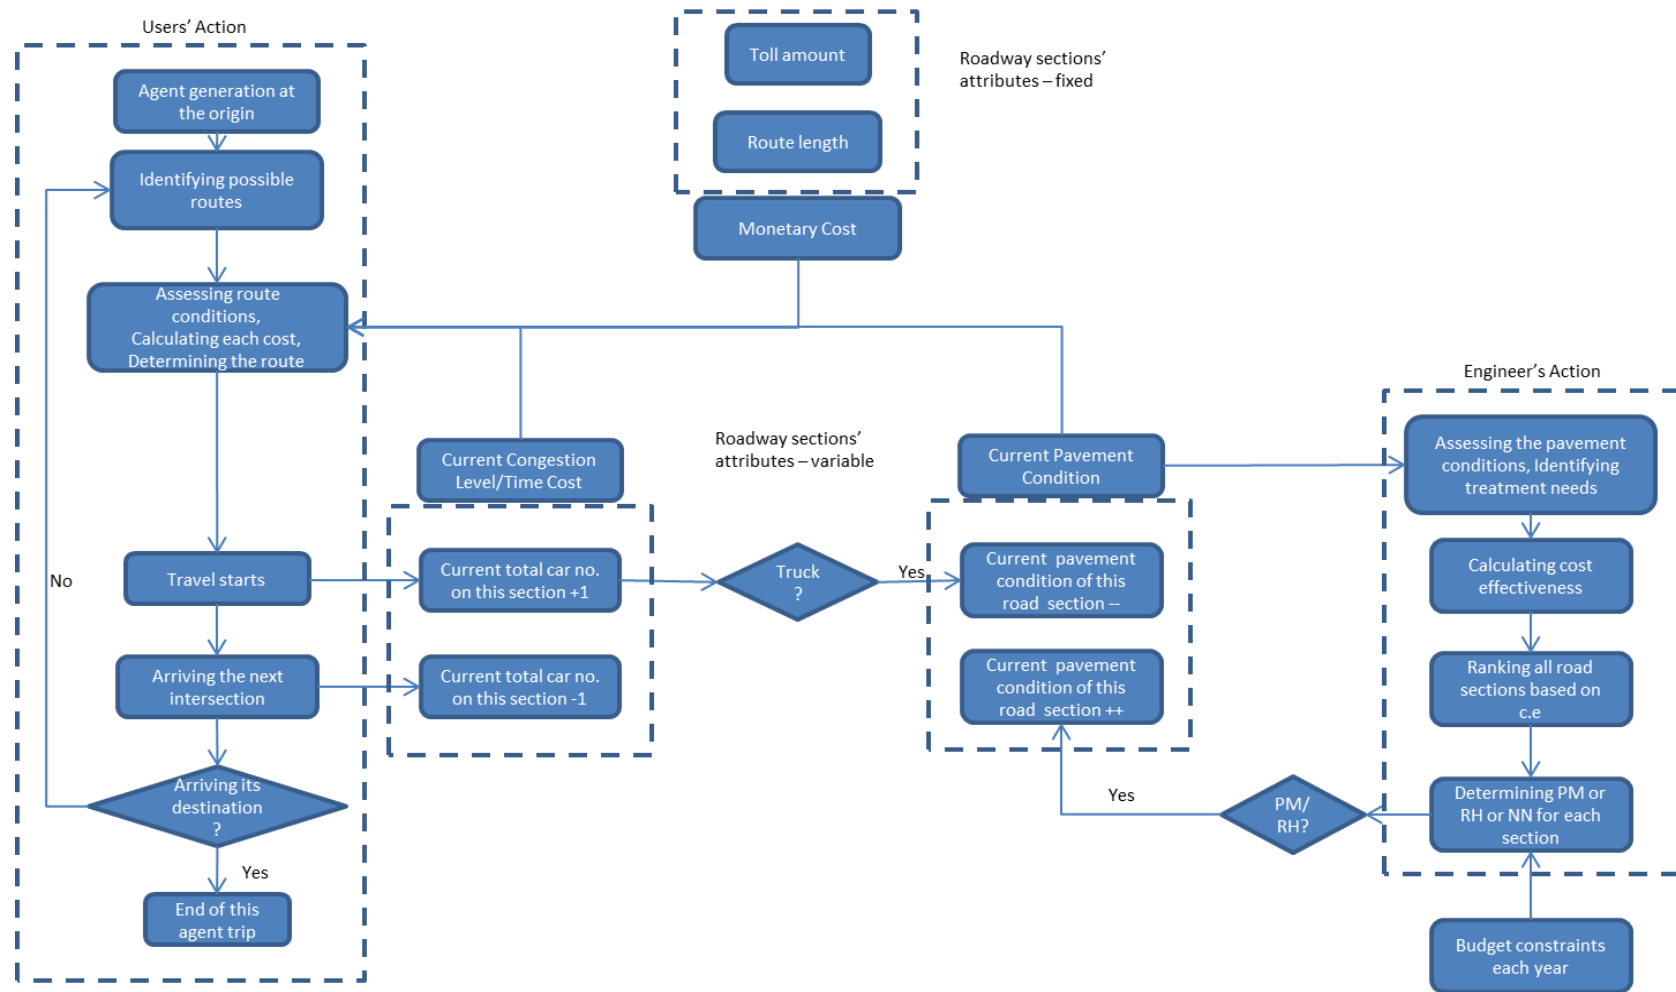 Users’ Action
Agent generation at
the origin
Identifying possible
routes
Assessing route
conditions,
Calculating each cost,
Determining the route
No
Travel starts
Arriving the next
intersection
Arriving its
destination
?
Yes
End of this
agent trip
Toll amount
Route length
Monetary Cost
Roadway sections’
attributes – fixed
Current Congestion
Level/Time Cost
Current total car no.
on this section +1
Current total car no.
on this section -1
Roadway sections’
attributes – variable
Truck
?
Yes
Current Pavement
Condition
Current pavement
condition of this
road section --
Current pavement
condition of this
road section ++
Yes
PM/
RH?
Engineer’s Action
Assessing the pavement
conditions, Identifying
treatment needs
Calculating cost
effectiveness
Ranking all road
sections based on
c.e
Determining PM or
RH or NN for each
section
Budget constraints
each year